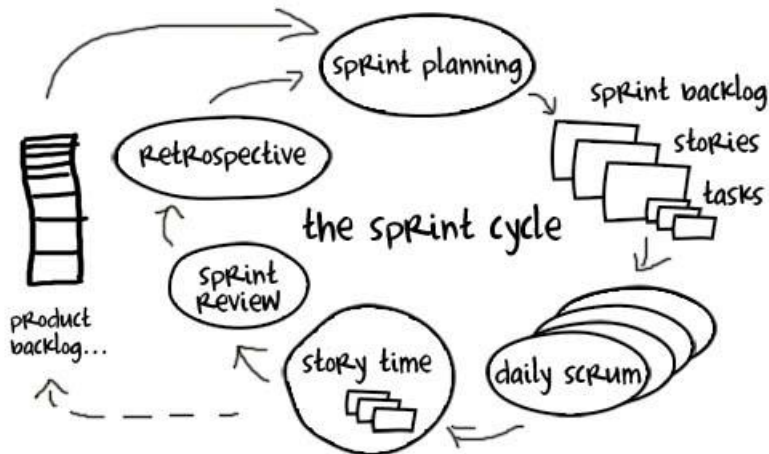 sprint planning
sprint backlog
stories
tasks
retrospective
the sprint cycle
sprint
review
product
backlog...
story time
daily scrum